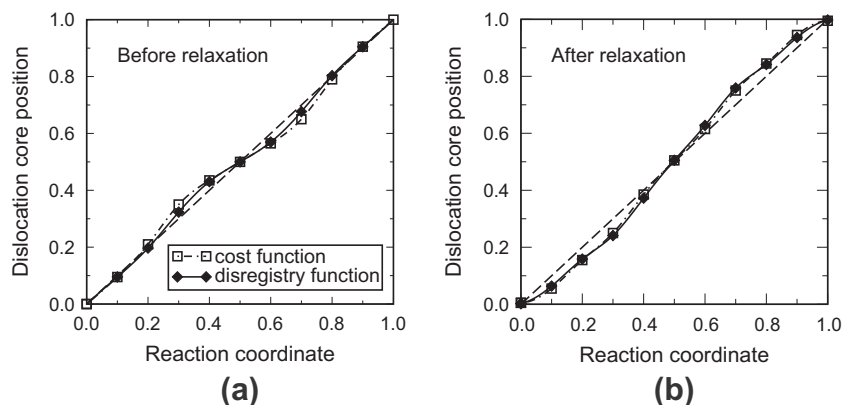 Before relaxation
Dislocation core position
1.0
0.8
0.6
0.4
0.2
0.0
cost function
disregistry function
0.0 0.2 0.4 0.6 0.8 1.0
Reaction coordinate
(a)
After relaxation
Dislocation core position
1.0
0.8
0.6
0.4
0.2
0.0
0.0 0.2 0.4 0.6 0.8 1.0
Reaction coordinate
(b)